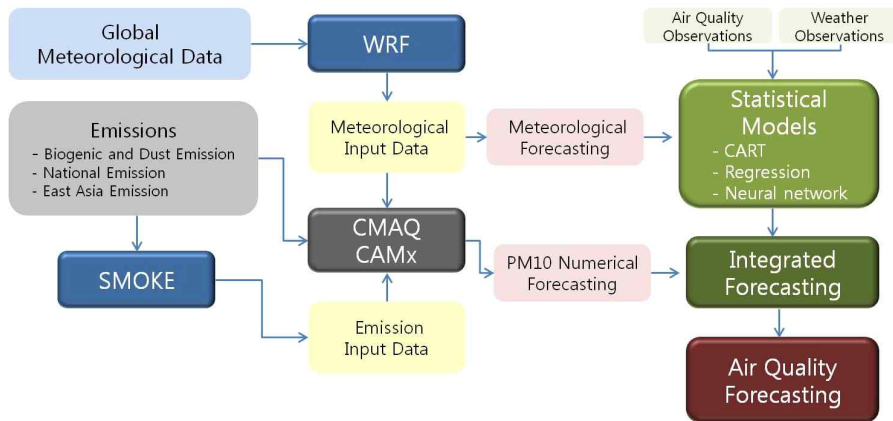 Global
Meteorological Data
WRF
Air Quality
Observations
Weather
Observations
Emissions
- Biogenic and Dust Emission
- National Emission
- East Asia Emission
Meteorological
Input Data
Meteorological
Forecasting
Statistical
Models
- CART
- Regression
- Neural network
CMAQ
CAMx
SMOKE
PM10 Numerical
Forecasting
Integrated
Forecasting
Emission
Input Data
Air Quality
Forecasting